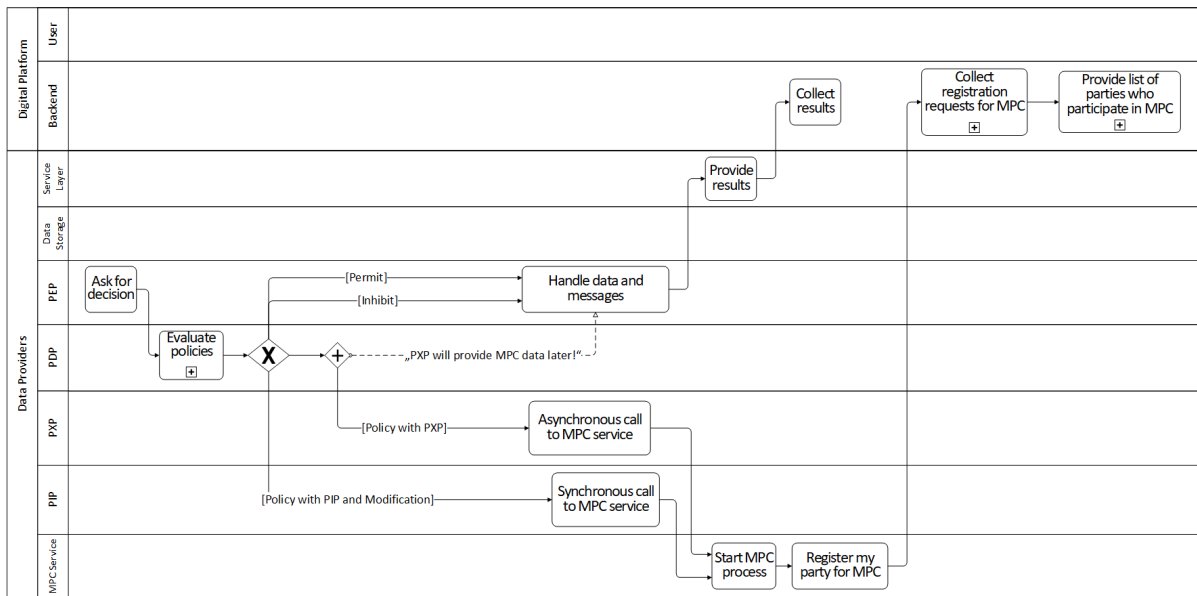 Digital Platform
User
Backend
Collect
results
Collect
registration
requests for MPC
Provide list of
parties who
participate in MPC
Data Providers
Service
Layer
Provide
results
Data
Storage
PEP
Ask for
decision
[Permit]
[Inhibit]
Handle data and
messages
PDP
Evaluate
policies
X
„PXP will provide MPC data later!“
PXP
[Policy with PXP]
Asynchronous call
to MPC service
PIP
[Policy with PIP and Modification]
Synchronous call
to MPC service
MPC Service
Start MPC
process
Register my
party for MPC